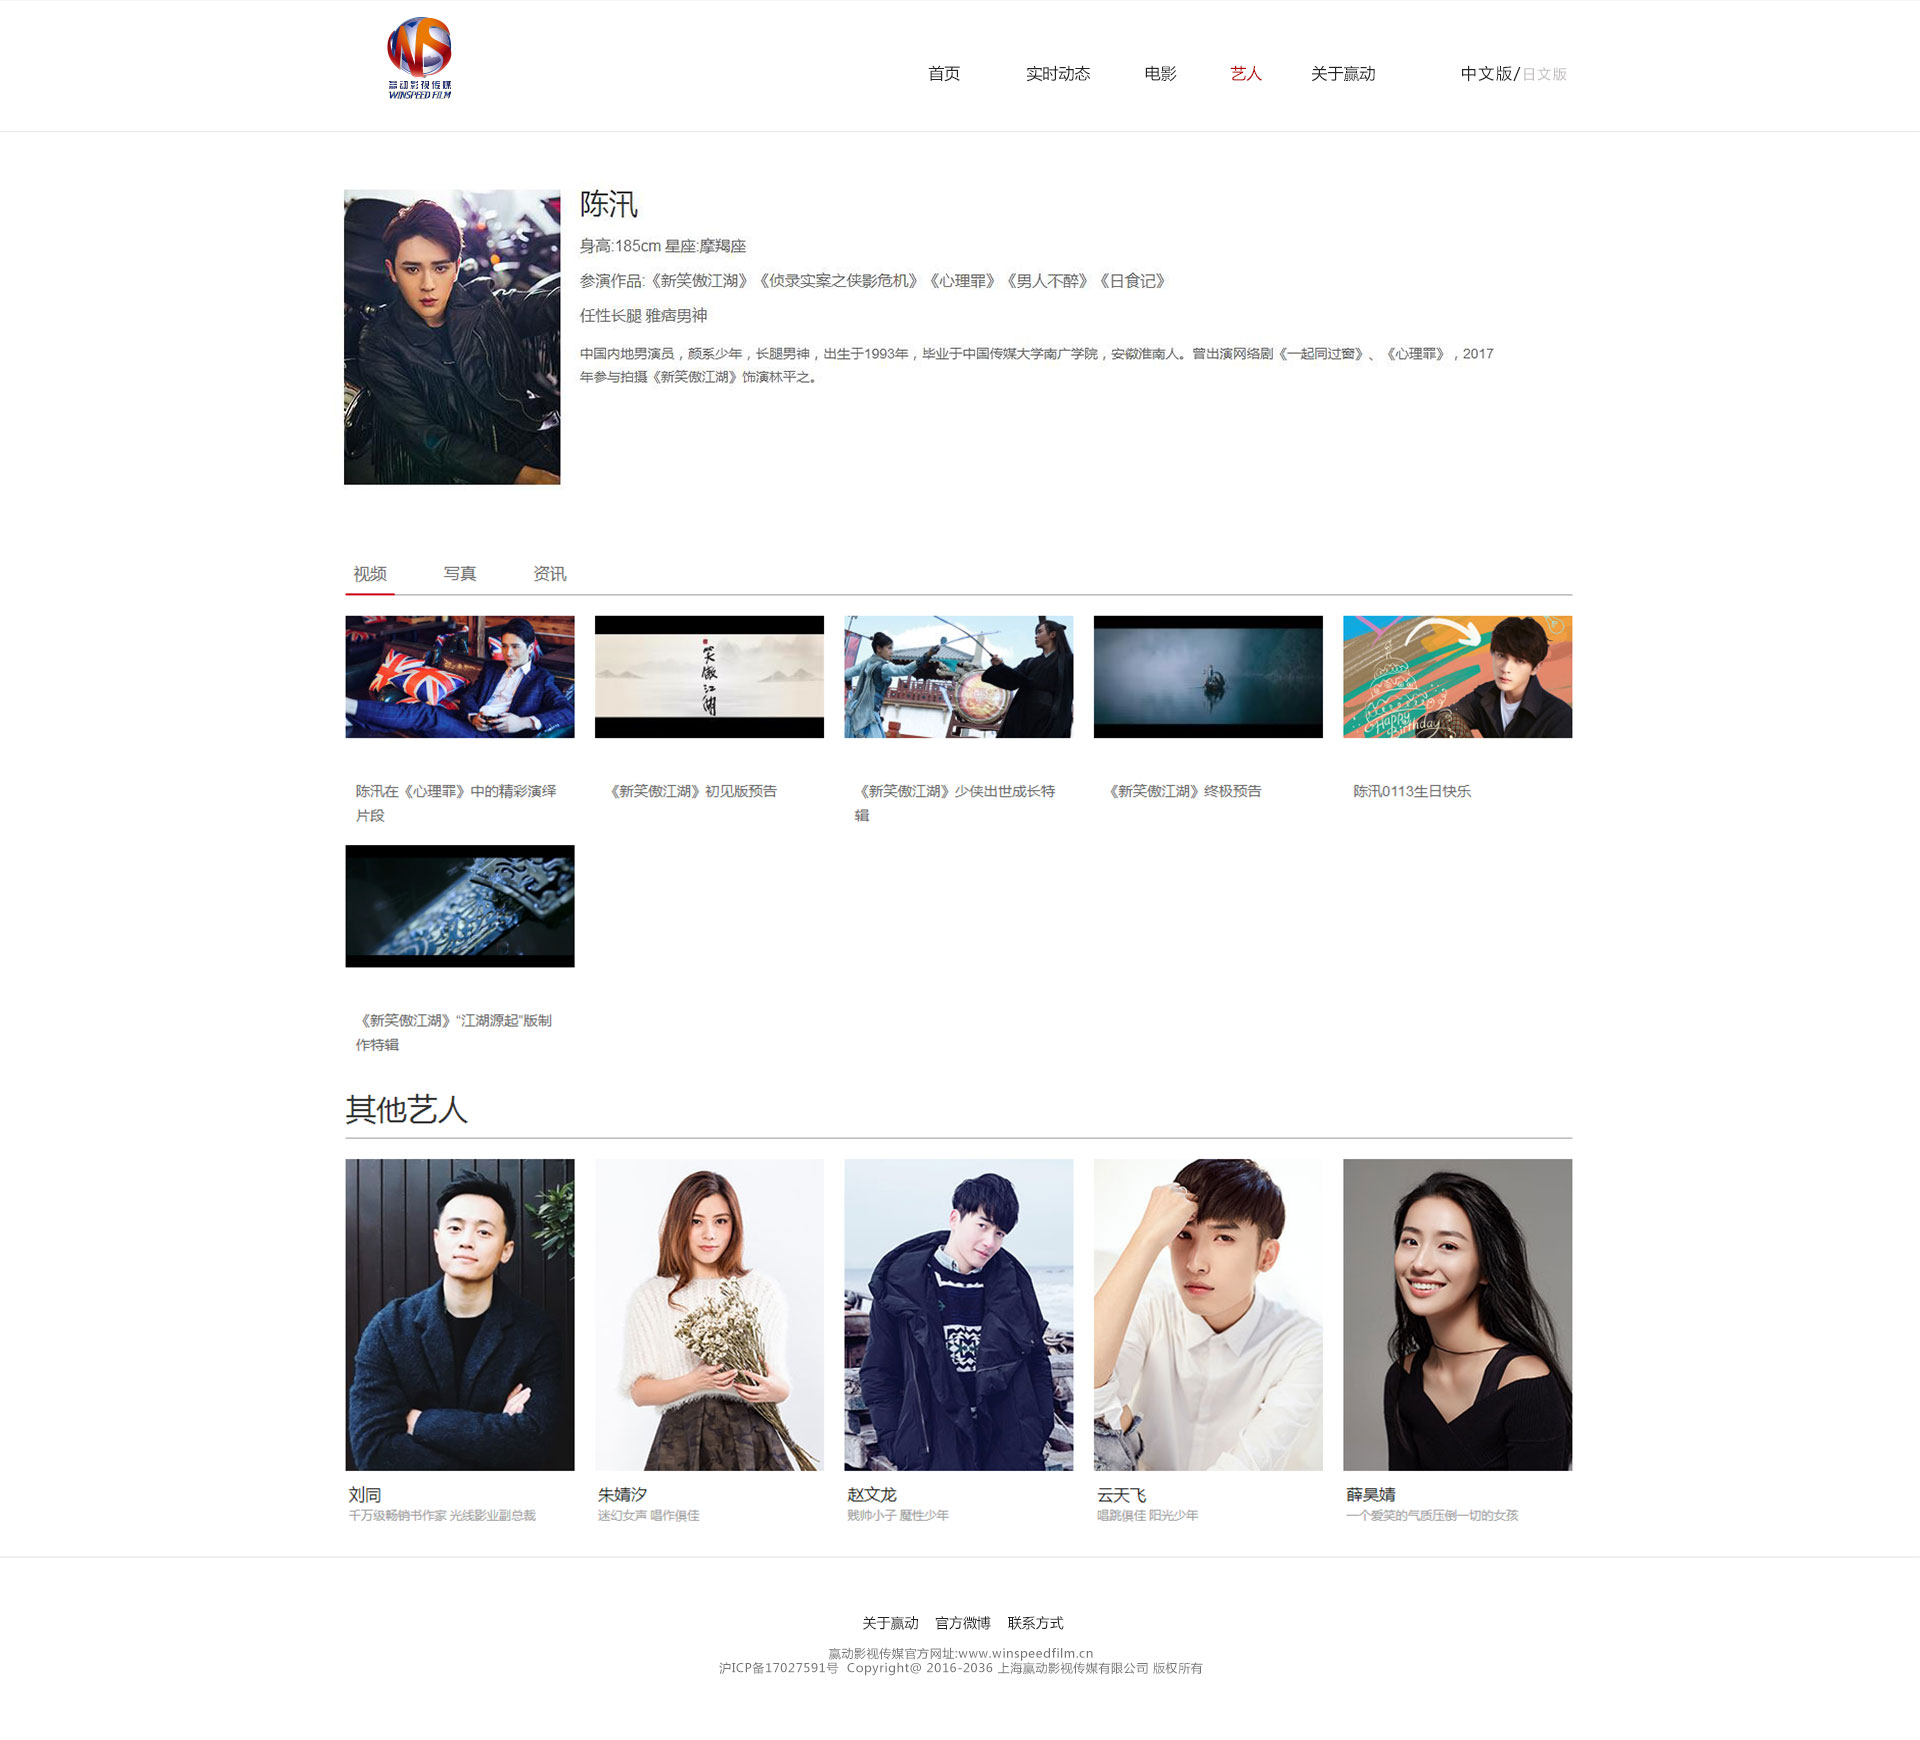 赢动影视传媒
WINSPEED FILM
首页 实时动态 电影 艺人 关于赢动 中文版/日文版
陈汛
身高:185cm 星座:摩羯座
参演作品:《新笑傲江湖》《侦录实案之侠影危机》《心理罪》《男人不醉》《日食记》
任性长腿 雅痞男神
中国内地男演员，颜系少年，长腿男神，出生于1993年，毕业于中国传媒大学南广学院，安徽淮南人。曾出演网络剧《一起同过窗》、《心理罪》，2017
年参与拍摄《新笑傲江湖》饰演林平之。
视频 写真 资讯
笑傲江湖
Happy
Birthday
陈汛在《心理罪》中的精彩演绎
片段
《新笑傲江湖》初见版预告
《新笑傲江湖》少侠出世成长特
辑
《新笑傲江湖》终极预告
陈汛0113生日快乐
《新笑傲江湖》“江湖源起”版制
作特辑
其他艺人
刘同
千万级畅销书作家 光线影业副总裁
朱婧汐
迷幻女声 唱作俱佳
赵文龙
贱帅小子 魔性少年
云天飞
唱跳俱佳 阳光少年
薛昊婧
一个爱笑的气质压倒一切的女孩
关于赢动 官方微博 联系方式
赢动影视传媒官方网址:www.winspeedfilm.cn
沪ICP备17027591号 Copyright@ 2016-2036 上海赢动影视传媒有限公司 版权所有